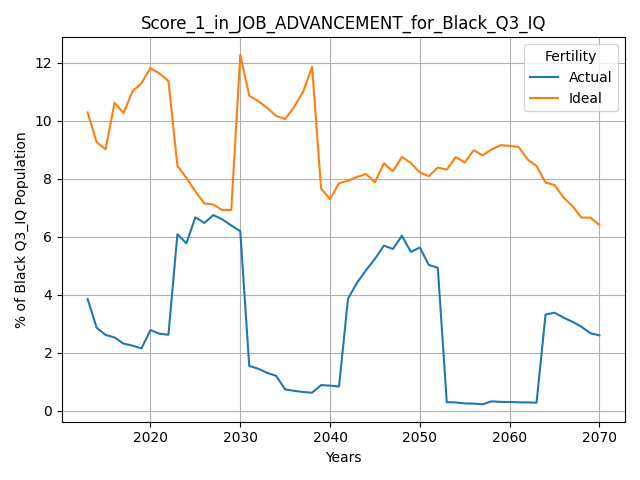 Score_1_in_JOB_ADVANCEMENT_for_Black_Q3_IQ
Fertility
Actual
Ideal
% of Black Q3_IQ Population
12
10
8
6
4
2
0
2020 2030 2040 2050 2060 2070
Years